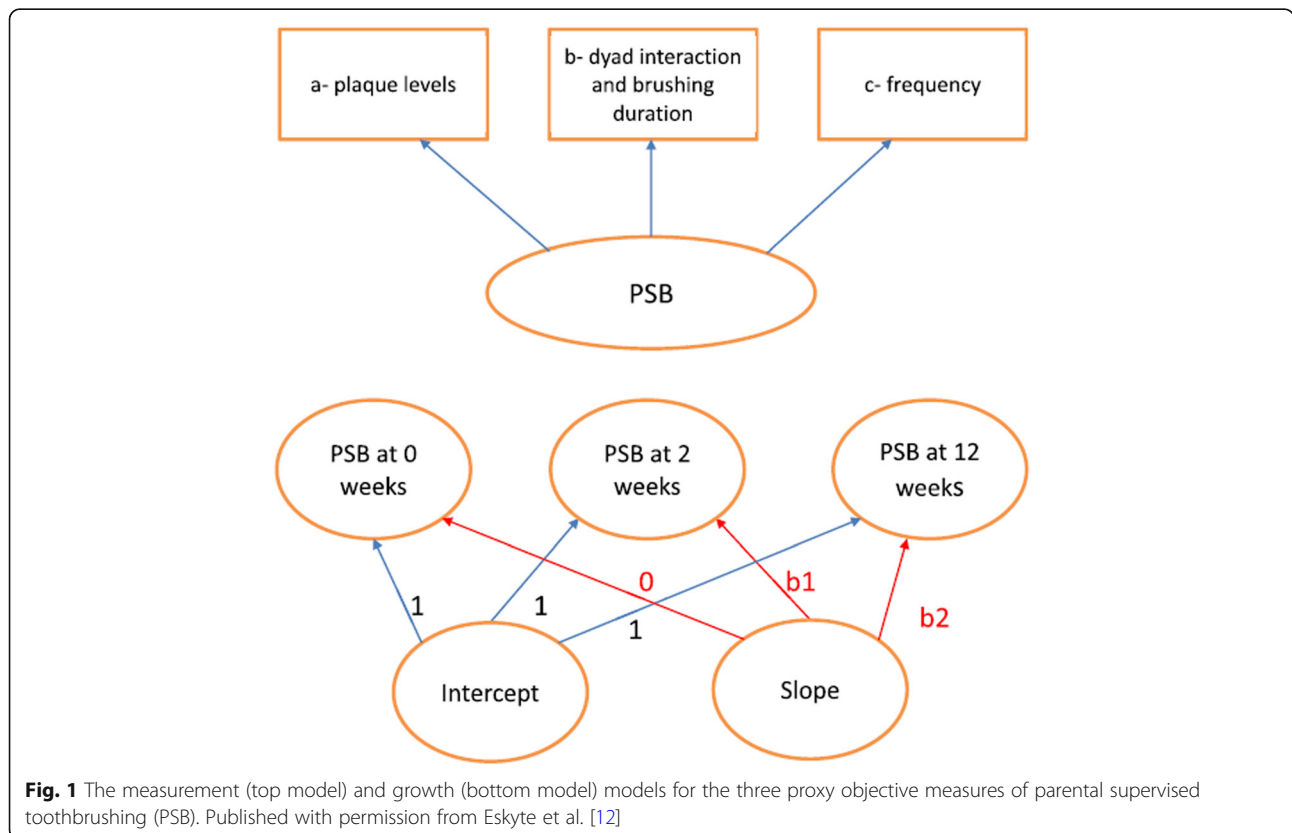 a- plaque levels
b- dyad interaction
and brushing
duration
c- frequency
PSB
PSB at 0
weeks
PSB at 2
weeks
PSB at 12
weeks
0
b1
1
1
1
b2
Intercept
Slope
Fig. 1 The measurement (top model) and growth (bottom model) models for the three proxy objective measures of parental supervised
toothbrushing (PSB). Published with permission from Eskyte et al. [12]